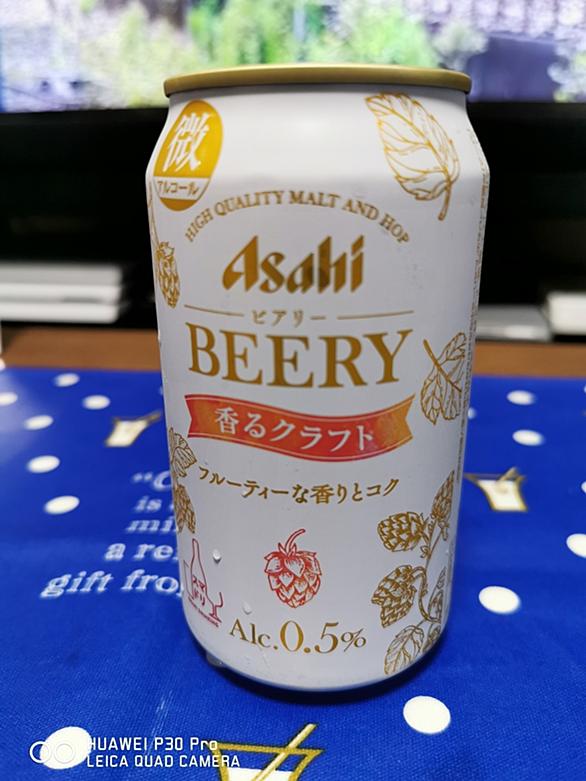 微
アルコール
HIGH QUALITY MALT AND HOP
Asahi
ビアリー
BEERY
香るクラフト
フルーティーな香りとコク
Alc.0.5%
is
a re
gift fro
HUAWEI P30 Pro
LEICA QUAD CAMERA